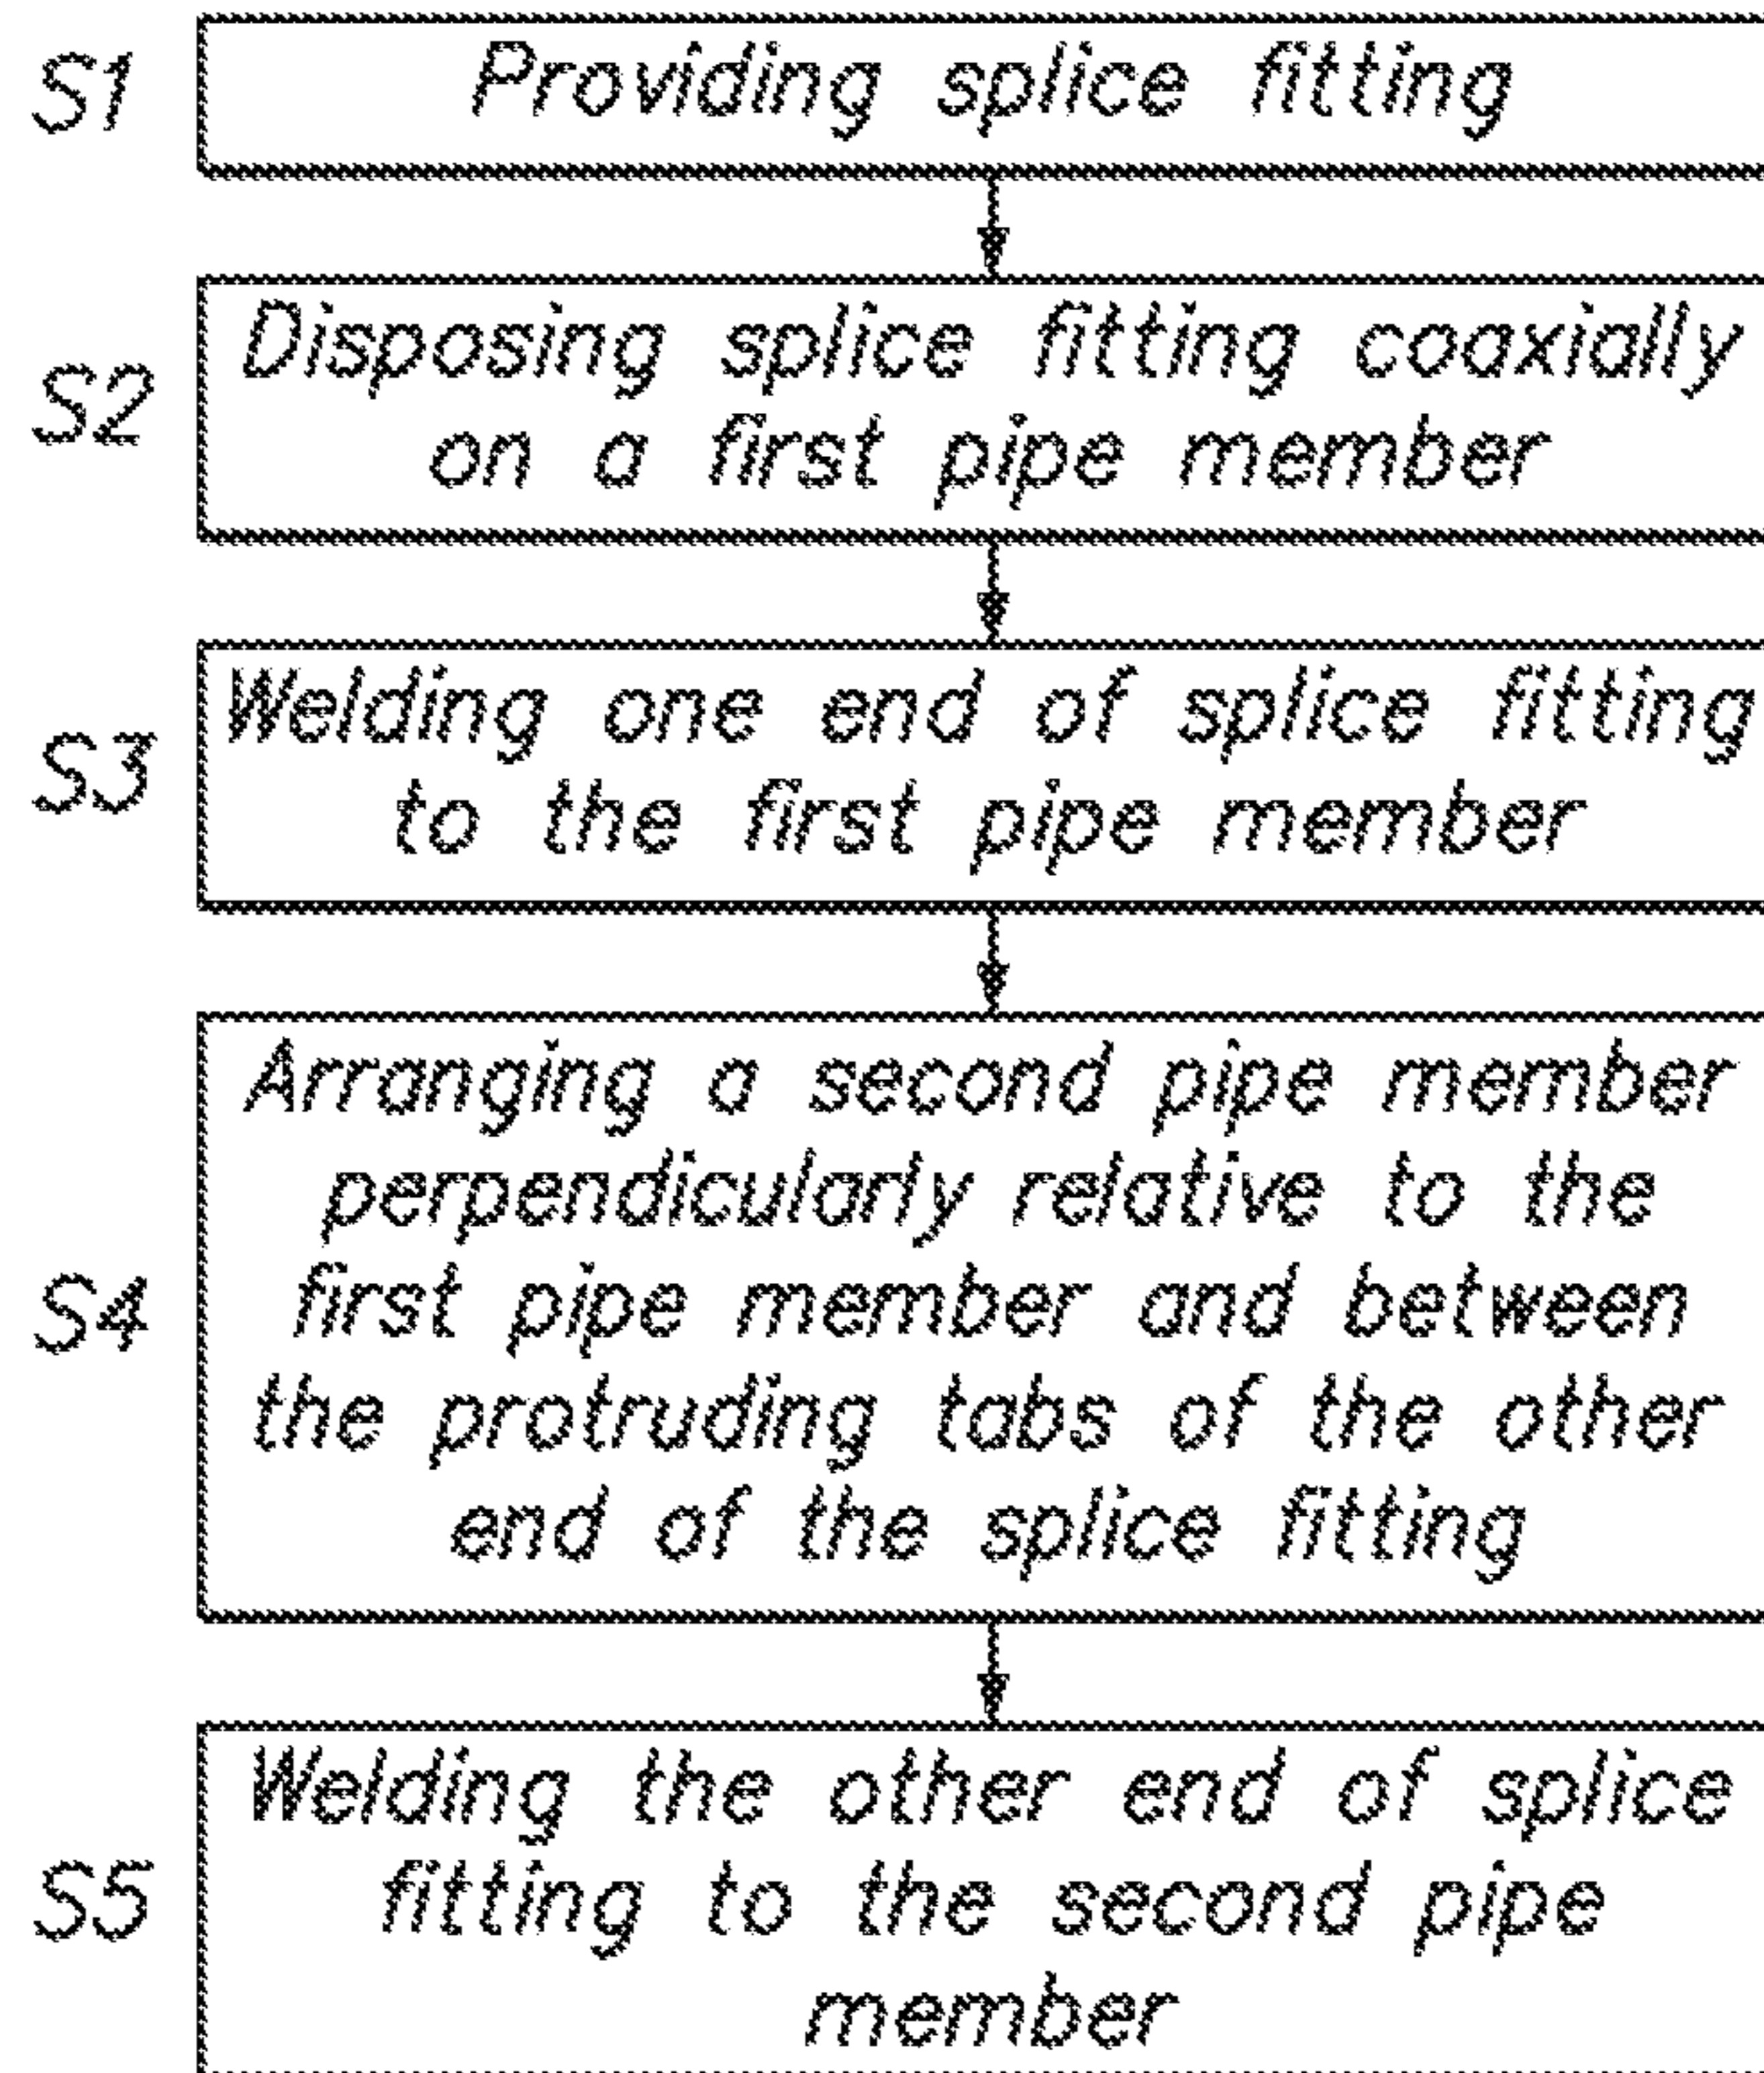 S1
Providing splice fitting
S2
Disposing splice fitting coaxially
on a first pipe member
S3
Welding one end of splice fitting
to the first pipe member
S4
Arranging a second pipe member
perpendicularly relative to the
first pipe member and between
the protruding tabs of the other
end of the splice fitting
S5
Welding the other end of splice
fitting to the second pipe
member